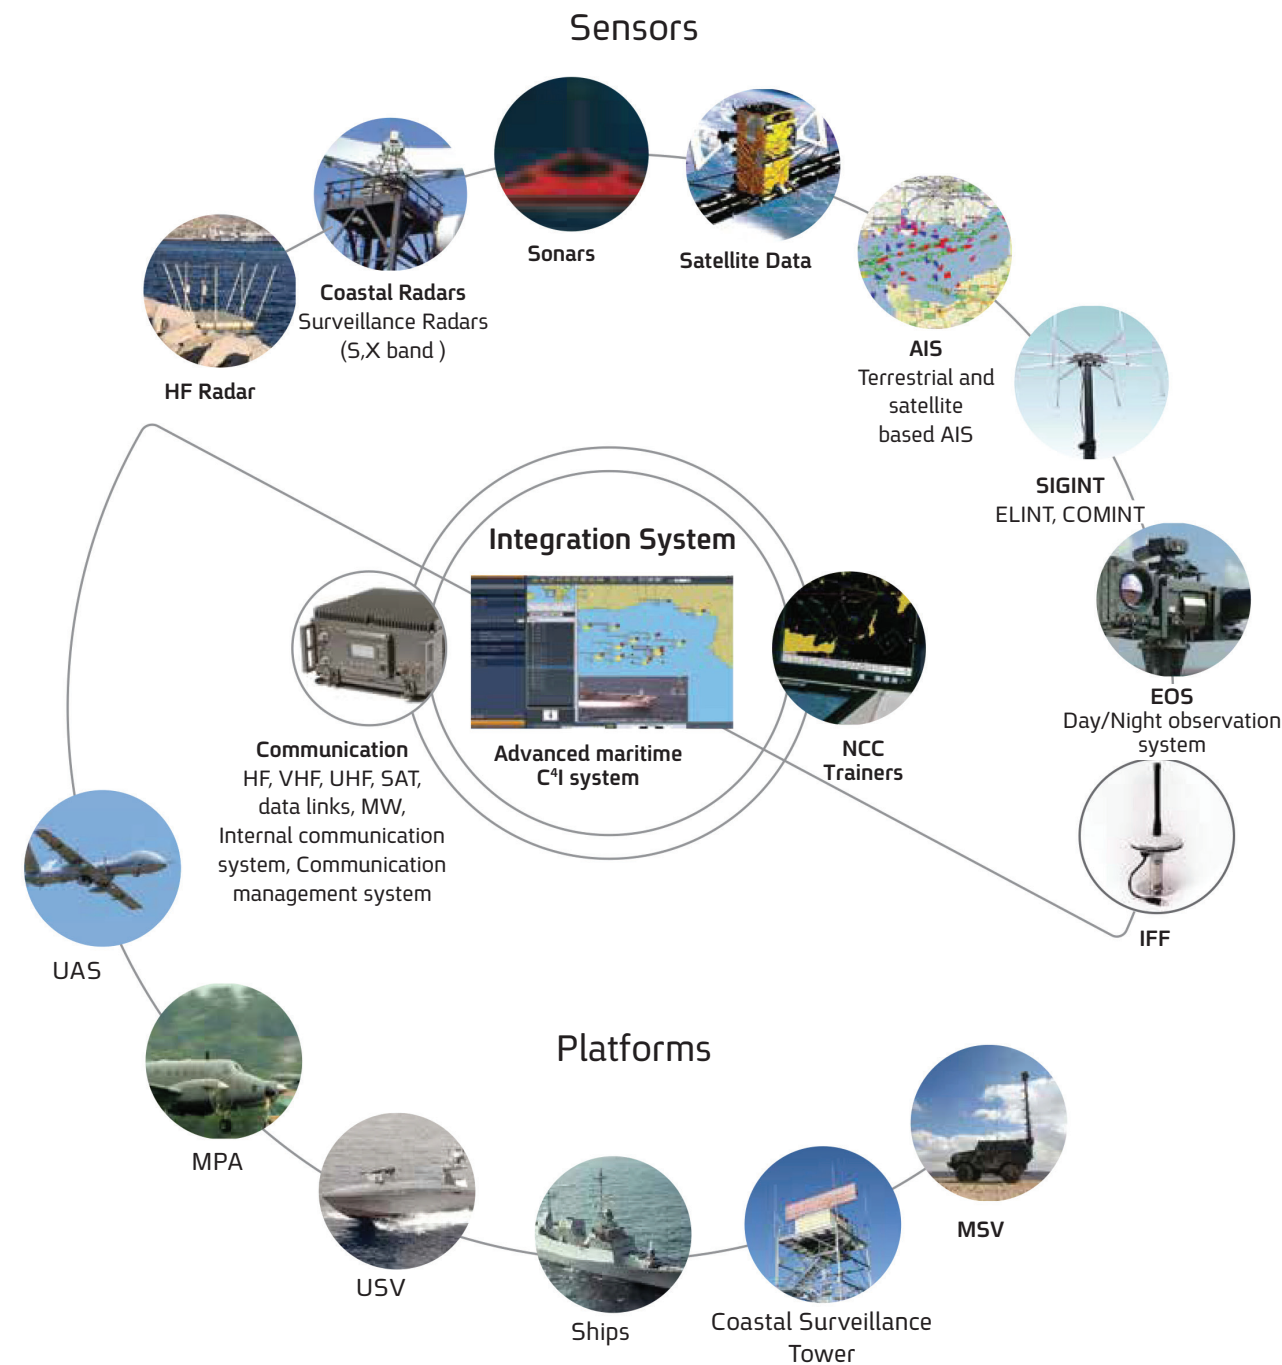 Sensors
Sonars
Satellite Data
Coastal Radars
Surveillance Radars
(S,X band )
HF Radar
AIS
Terrestrial and
satellite
based AIS
SIGINT
ELINT, COMINT
EOS
Day/Night observation
system
IFF
Integration System
Advanced maritime
C⁴I system
Communication
HF, VHF, UHF, SAT,
data links, MW,
Internal communication
system, Communication
management system
NCC
Trainers
Platforms
UAS
MPA
USV
Ships
Coastal Surveillance
Tower
MSV